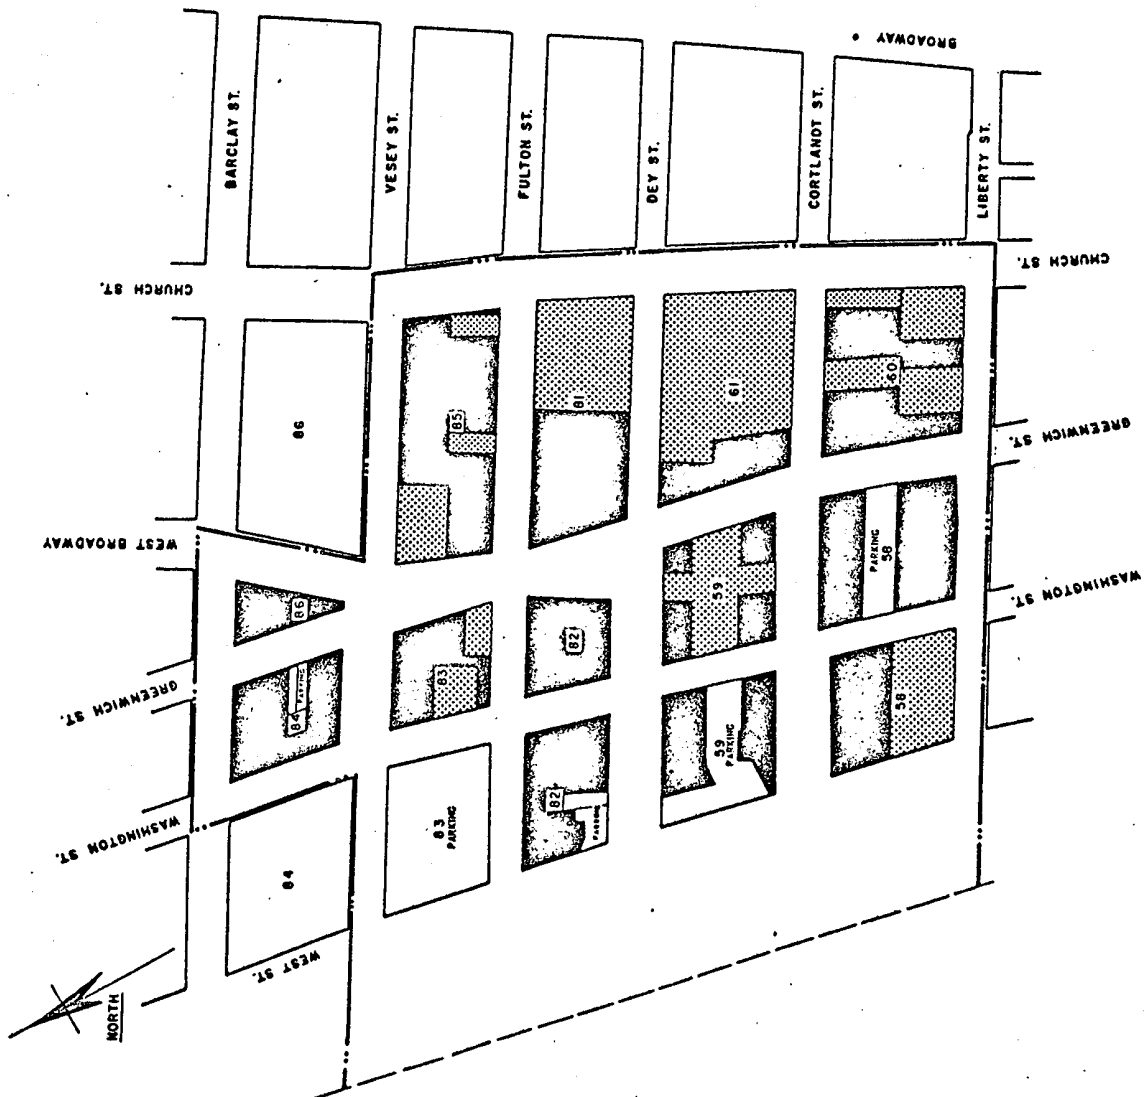 BROADWAY
BARCLAY ST.
VESEY ST.
FULTON ST.
DEY ST.
CORTLANDT ST.
LIBERTY ST.
CHURCH ST.
CHURCH ST.
86
85
81
61
60
WEST BROADWAY
GREENWICH ST.
86
83
82
59
PARKING
58
GREENWICH ST.
WASHINGTON ST.
84
PARKING
GREENWICH ST.
WASHINGTON ST.
84
83
PARKING
82
PARKING
59
PARKING
58
WEST ST.
NORTH